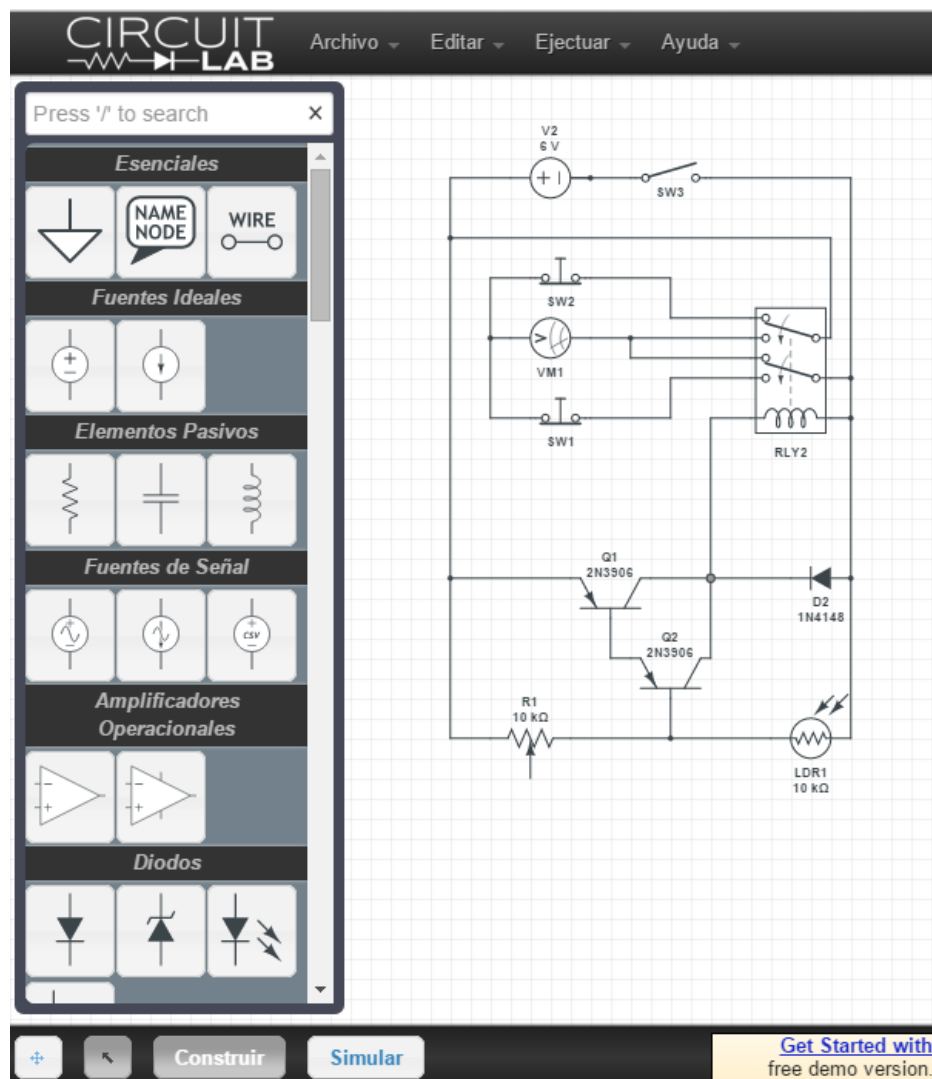 CIRCUIT
LAB
Archivo Editar Ejectuar Ayuda
Press '/' to search ×
Esenciales
NAME
NODE
WIRE
Fuentes Ideales
Elementos Pasivos
Fuentes de Señal
csv
Amplificadores
Operacionales
Diodos
V2
6 V
SW3
SW2
V
VM1
SW1
RLY2
Q1
2N3906
D2
1N4148
Q2
2N3906
R1
10 kΩ
LDR1
10 kΩ
Construir
Simular
Get Started with
free demo version.